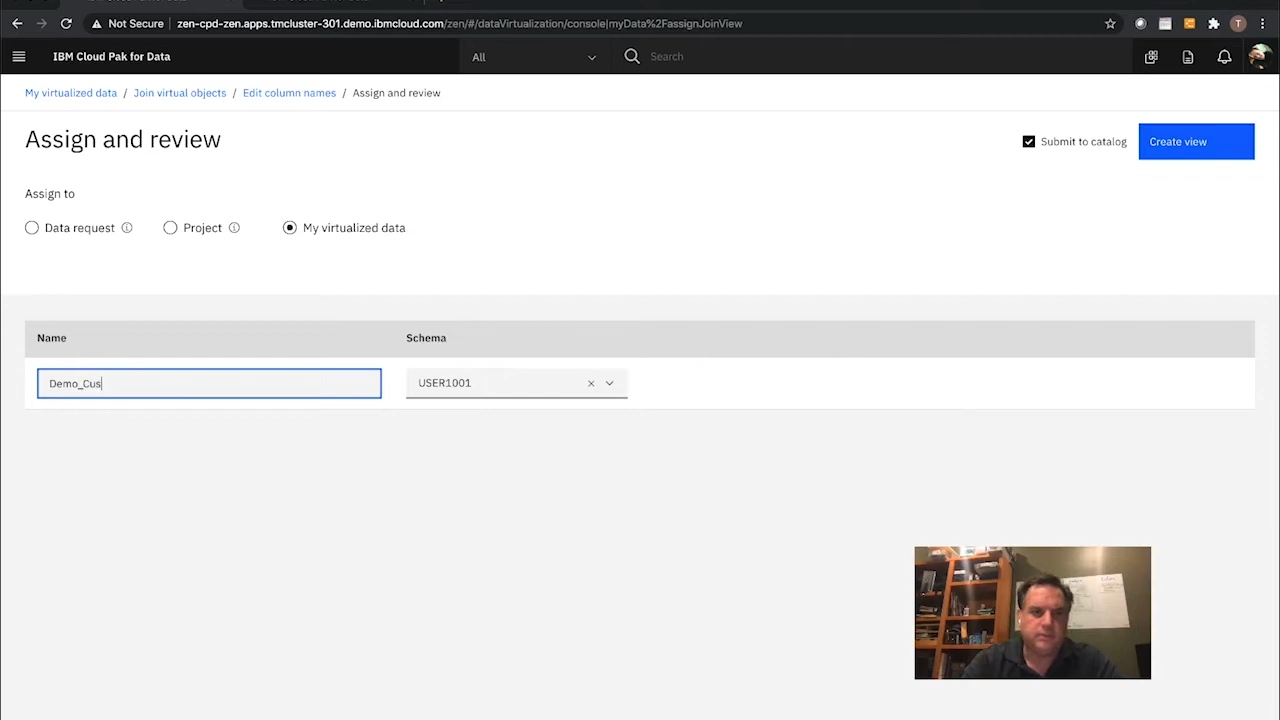 Not Secure zen-cpd-zen.apps.tmcluster-301.demo.ibmcloud.com/zen/#/dataVirtualization/console|myData%2FassignJoinView T
IBM Cloud Pak for Data All Search
My virtualized data / Join virtual objects / Edit column names / Assign and review
Assign and review
Submit to catalog Create view
Assign to
Data request Project My virtualized data
Name Schema
Demo_Cus USER1001